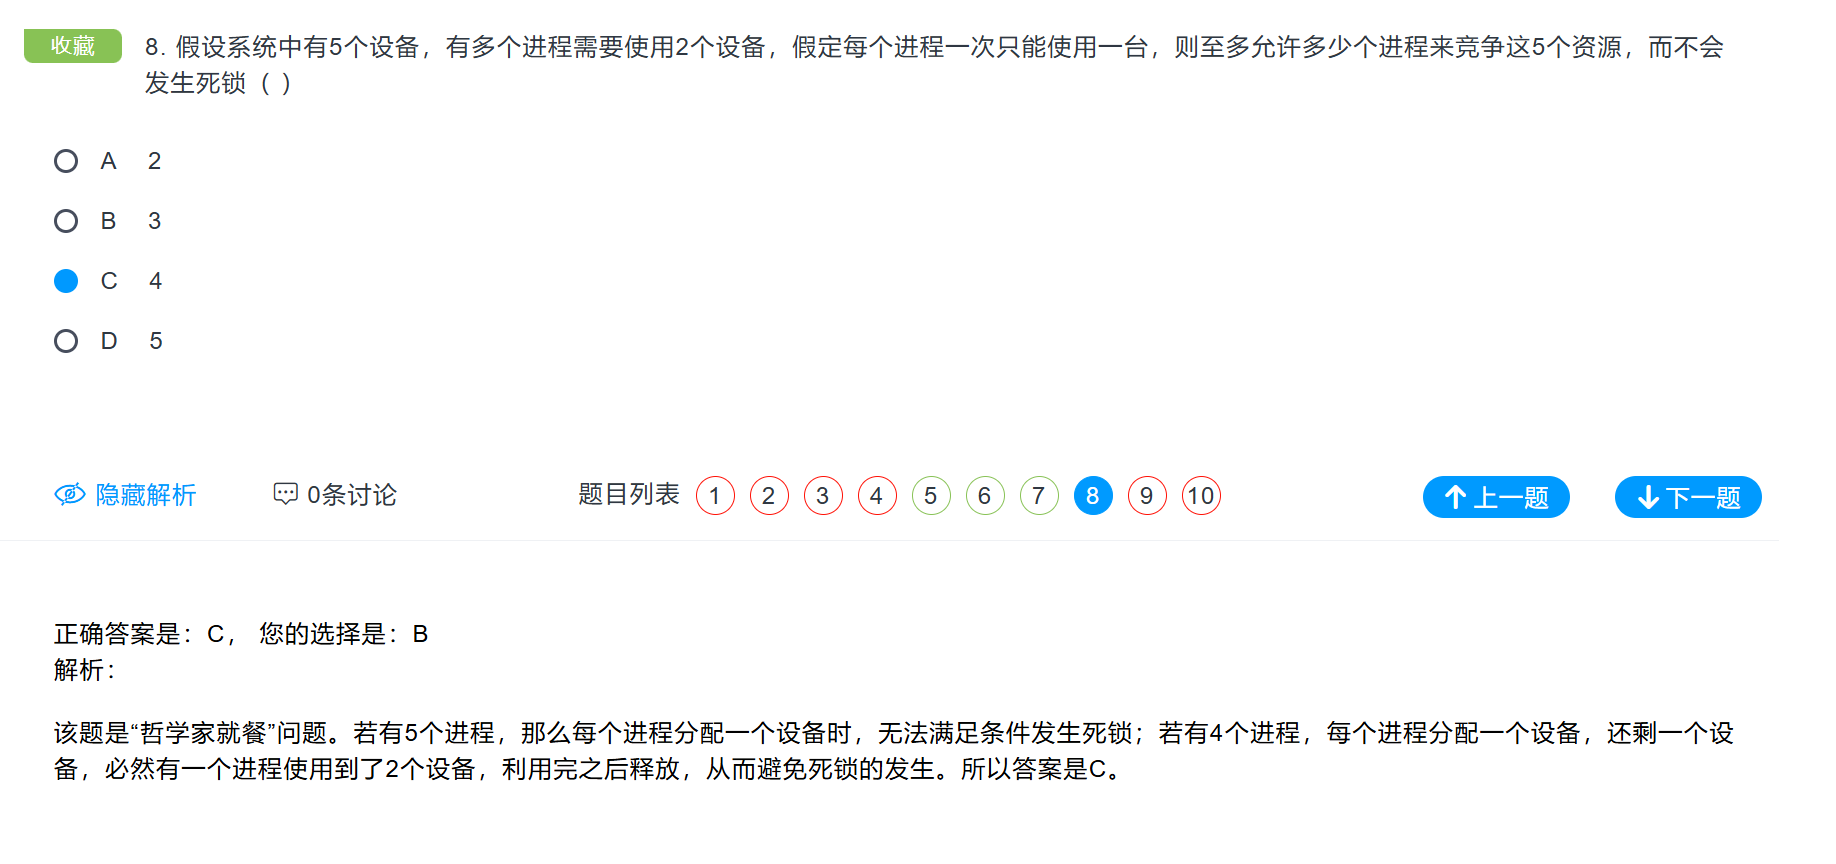 收藏
8. 假设系统中有5个设备，有多个进程需要使用2个设备，假定每个进程一次只能使用一台，则至多允许多少个进程来竞争这5个资源，而不会
发生死锁（ ）
A 2
B 3
C 4
D 5
隐藏解析 0条讨论 题目列表 1 2 3 4 5 6 7 8 9 10 上一题 下一题
正确答案是：C， 您的选择是：B
解析：
该题是“哲学家就餐”问题。若有5个进程，那么每个进程分配一个设备时，无法满足条件发生死锁；若有4个进程，每个进程分配一个设备，还剩一个设
备，必然有一个进程使用到了2个设备，利用完之后释放，从而避免死锁的发生。所以答案是C。